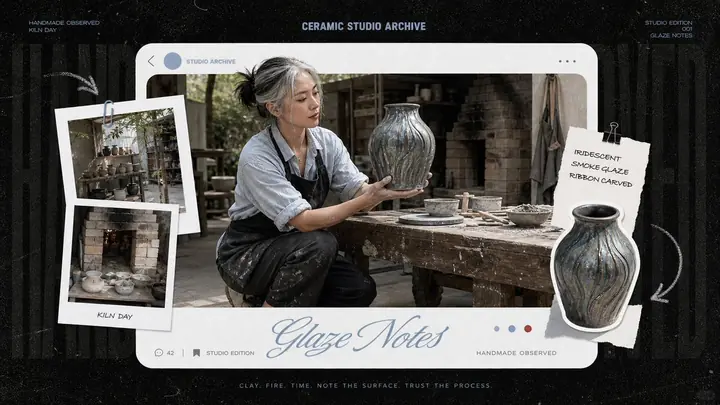 HANDMADE OBSERVED
KILN DAY
CERAMIC STUDIO ARCHIVE
STUDIO EDITION
001
GLAZE NOTES
STUDIO ARCHIVE
IRIDESCENT
SMOKE GLAZE
RIBBON CARVED
KILN DAY
Glaze Notes
42
STUDIO EDITION
HANDMADE OBSERVED
CLAY. FIRE. TIME. NOTE THE SURFACE. TRUST THE PROCESS.